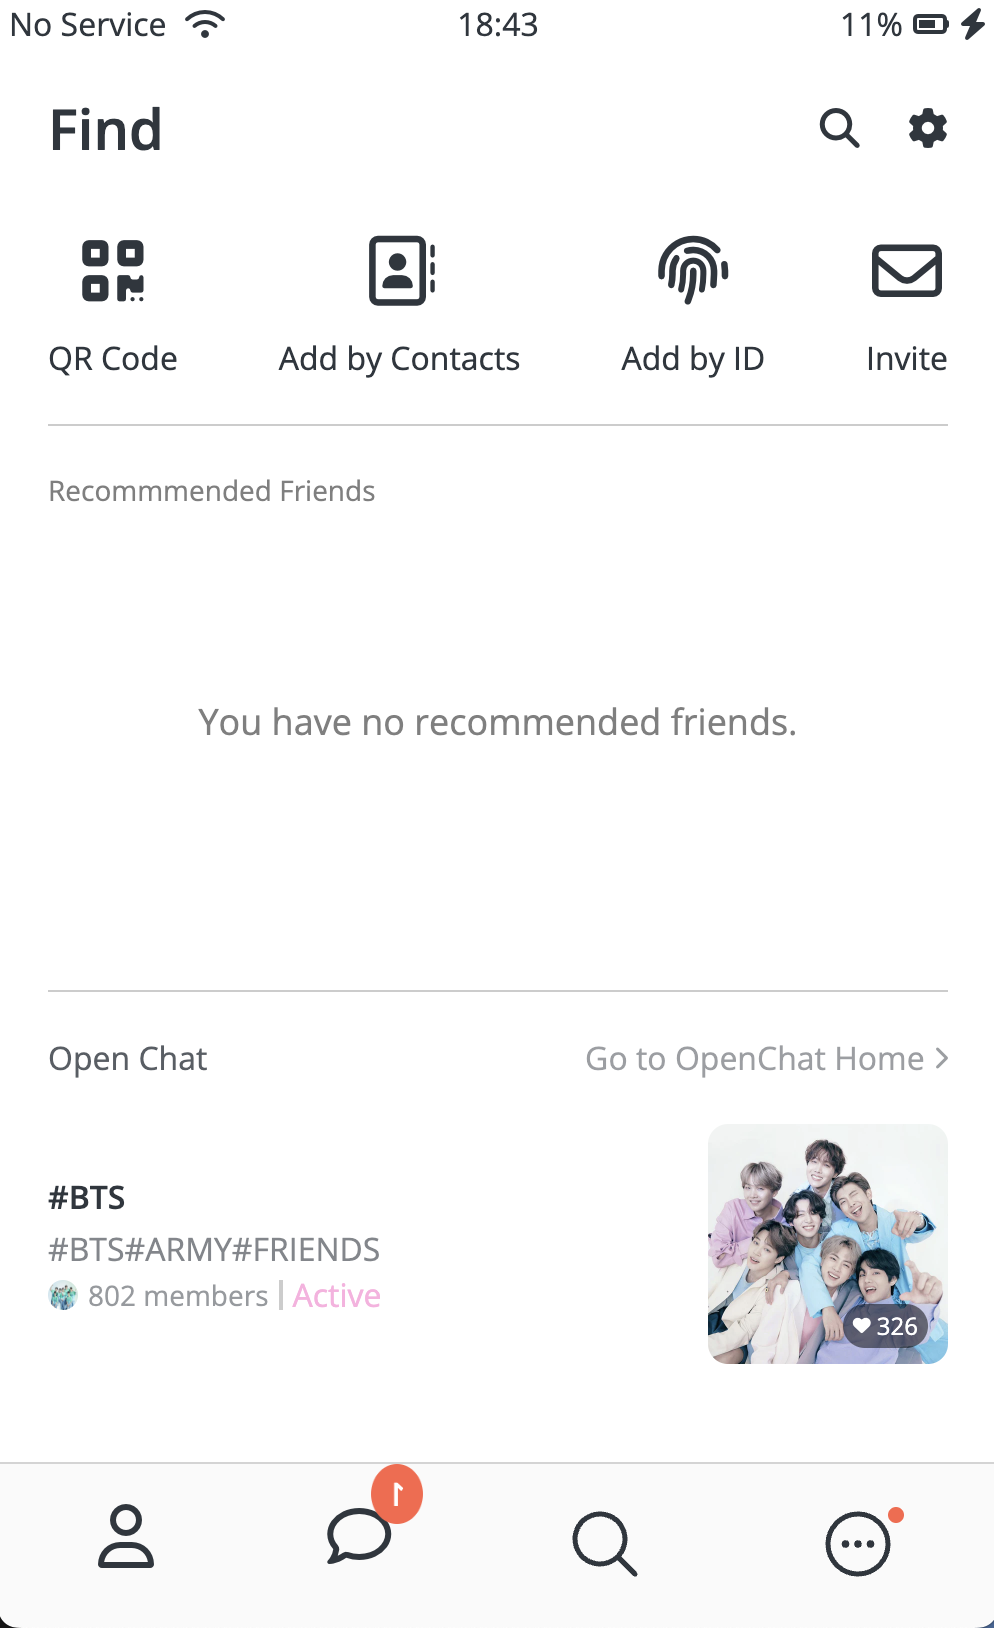 No Service 18:43 11%
Find
QR Code Add by Contacts Add by ID Invite
Recommmended Friends
You have no recommended friends.
Open Chat Go to OpenChat Home
#BTS
#BTS#ARMY#FRIENDS
802 members Active
326
1